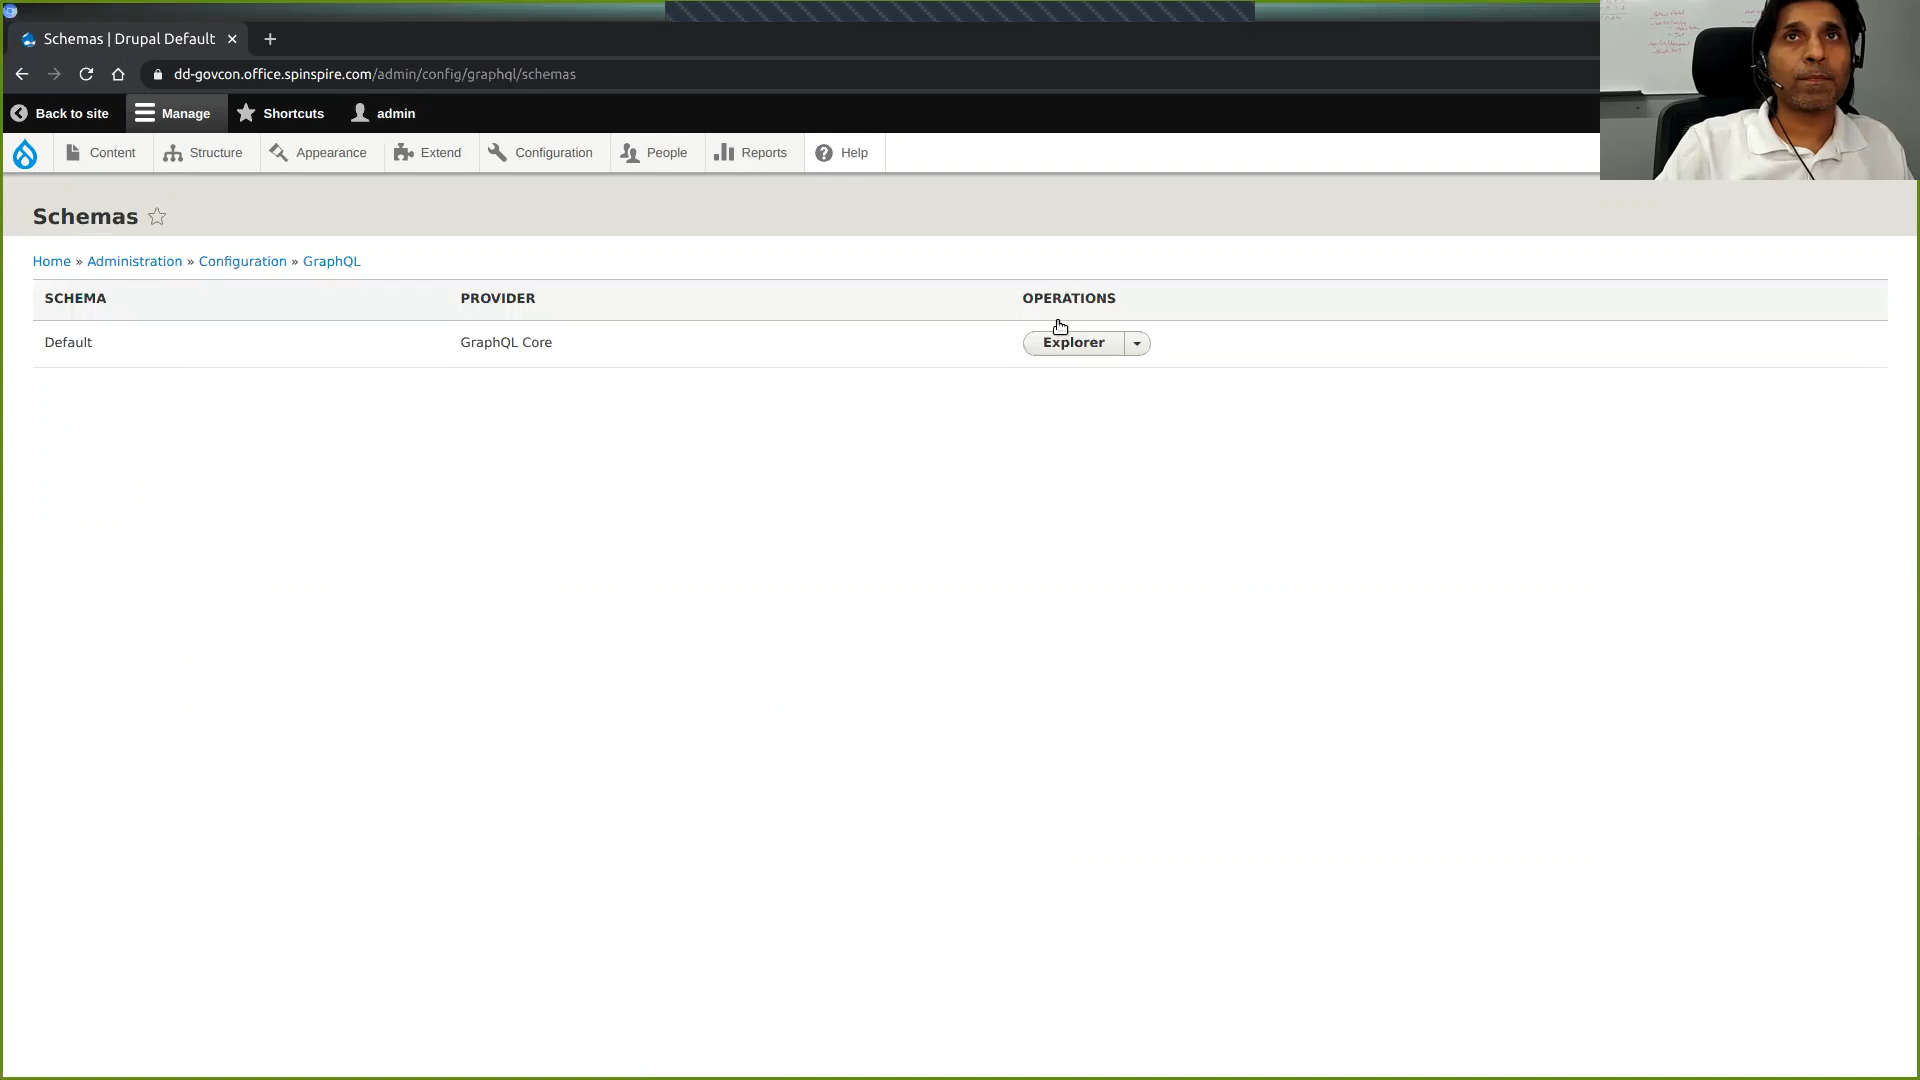 Schemas | Drupal Default
dd-govcon.office.spinspire.com/admin/config/graphql/schemas
Back to site Manage Shortcuts admin
Content Structure Appearance Extend Configuration People Reports Help
Schemas
Home » Administration » Configuration » GraphQL
SCHEMA PROVIDER OPERATIONS
Default GraphQL Core Explorer